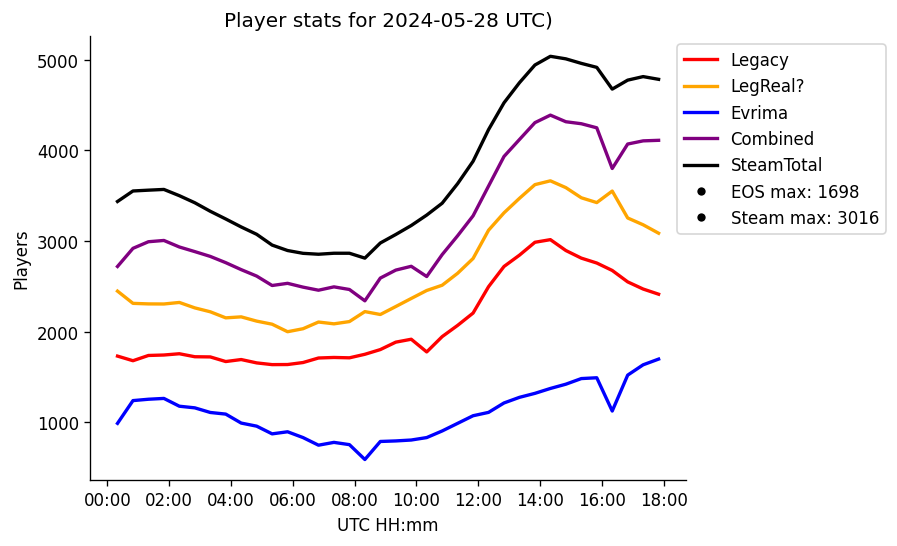 Player stats for 2024-05-28 UTC)
Players
5000
4000
3000
2000
1000
00:00 02:00 04:00 06:00 08:00 10:00 12:00 14:00 16:00 18:00
UTC HH:mm
Legacy
LegReal?
Evrima
Combined
SteamTotal
EOS max: 1698
Steam max: 3016